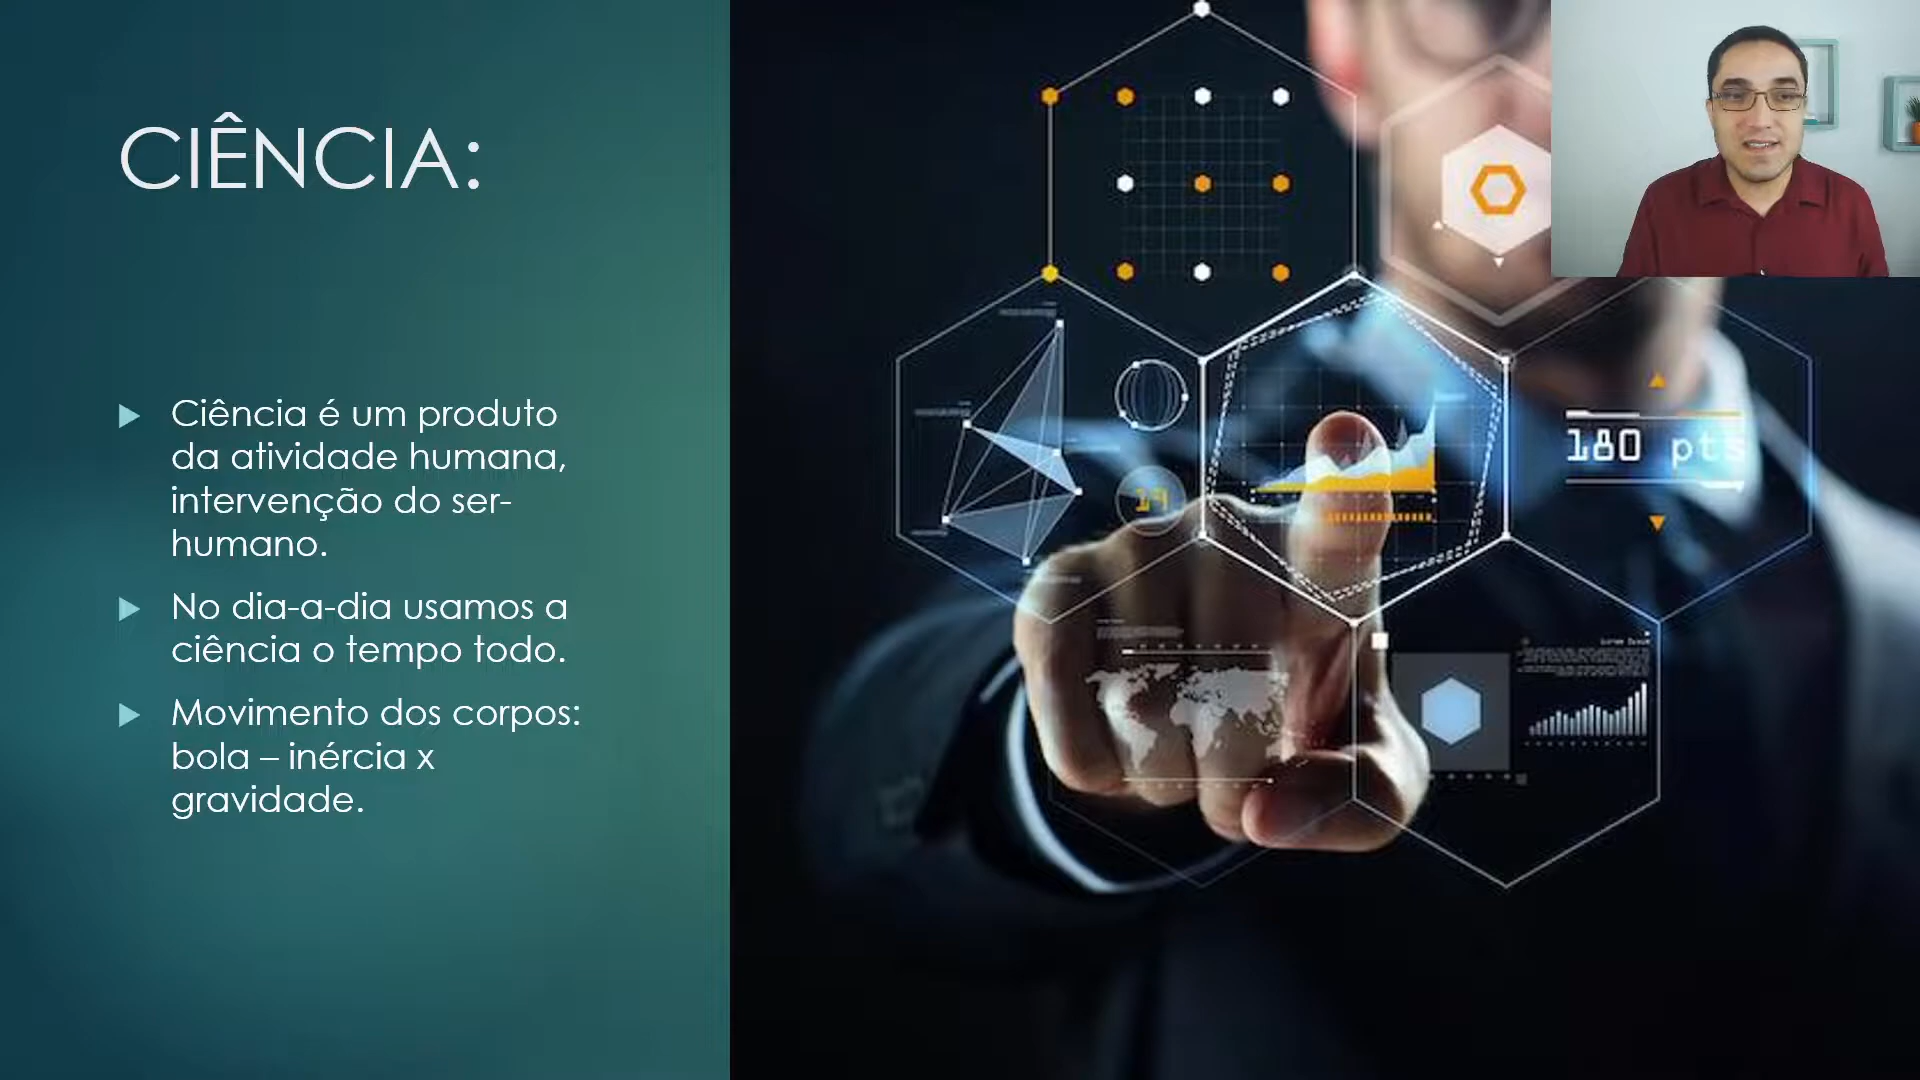 CIÊNCIA:
Ciência é um produto
da atividade humana,
intervenção do ser-
humano.
No dia-a-dia usamos a
ciência o tempo todo.
Movimento dos corpos:
bola – inércia x
gravidade.
180 pts
19